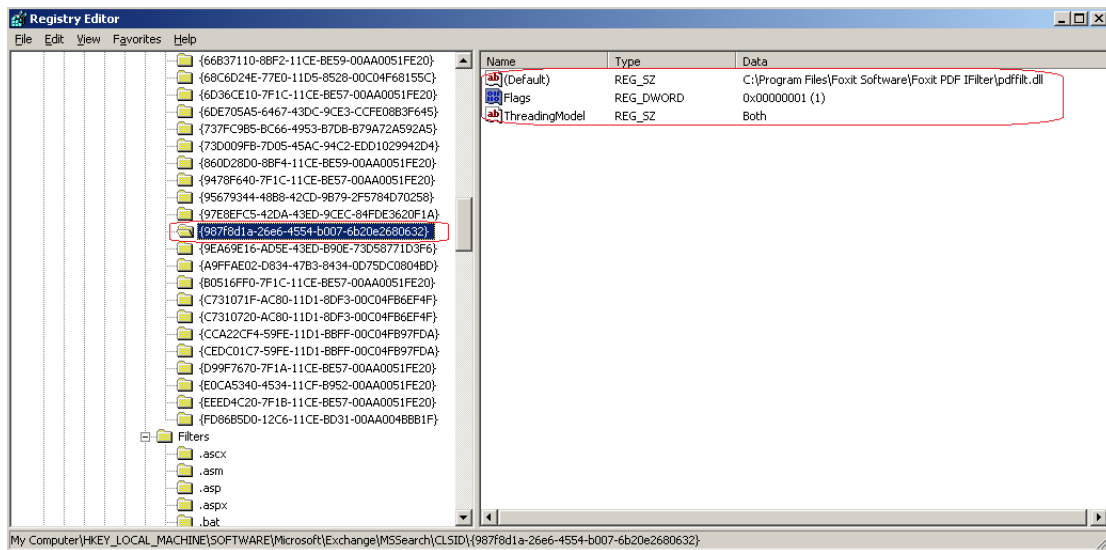 Registry Editor
File Edit View Favorites Help
{66B37110-8BF2-11CE-BE59-00AA0051FE20}
{68C6D24E-77E0-11D5-8528-00C04F68155C}
{6D36CE10-7F1C-11CE-BE57-00AA0051FE20}
{6DE705A5-6467-43DC-9CE3-CCFE08B3F645}
{737FC9B5-BC66-4953-B7DB-B79A72A592A5}
{73D009FB-7D05-45AC-94C2-EDD1029942D4}
{860D28D0-8BF4-11CE-BE59-00AA0051FE20}
{9478F640-7F1C-11CE-BE57-00AA0051FE20}
{95679344-48B8-42CD-9B79-2F5784D70258}
{97E8EFC5-42DA-43ED-9CEC-84FDE3620F1A}
{987f8d1a-26e6-4554-b007-6b20e2680632}
{9EA69E16-AD5E-43ED-B90E-73D58771D3F6}
{A9FFAE02-D834-47B3-8434-0D75DC0804BD}
{B0516FF0-7F1C-11CE-BE57-00AA0051FE20}
{C731071F-AC80-11D1-8DF3-00C04FB6EF4F}
{C7310720-AC80-11D1-8DF3-00C04FB6EF4F}
{CCA22CF4-59FE-11D1-BBFF-00C04FB97FDA}
{CEDC01C7-59FE-11D1-BBFF-00C04FB97FDA}
{D99F7670-7F1A-11CE-BE57-00AA0051FE20}
{E0CA5340-4534-11CF-B952-00AA0051FE20}
{EEED4C20-7F1B-11CE-BE57-00AA0051FE20}
{FD86B5D0-12C6-11CE-BD31-00AA004BBB1F}
Filters
.ascx
.asm
.asp
.aspx
.bat
Name Type Data
(Default) REG_SZ C:\Program Files\Foxit Software\Foxit PDF IFilter\pdffilt.dll
Flags REG_DWORD 0x00000001 (1)
ThreadingModel REG_SZ Both
My Computer\HKEY_LOCAL_MACHINE\SOFTWARE\Microsoft\Exchange\MSSearch\CLSID\{987f8d1a-26e6-4554-b007-6b20e2680632}